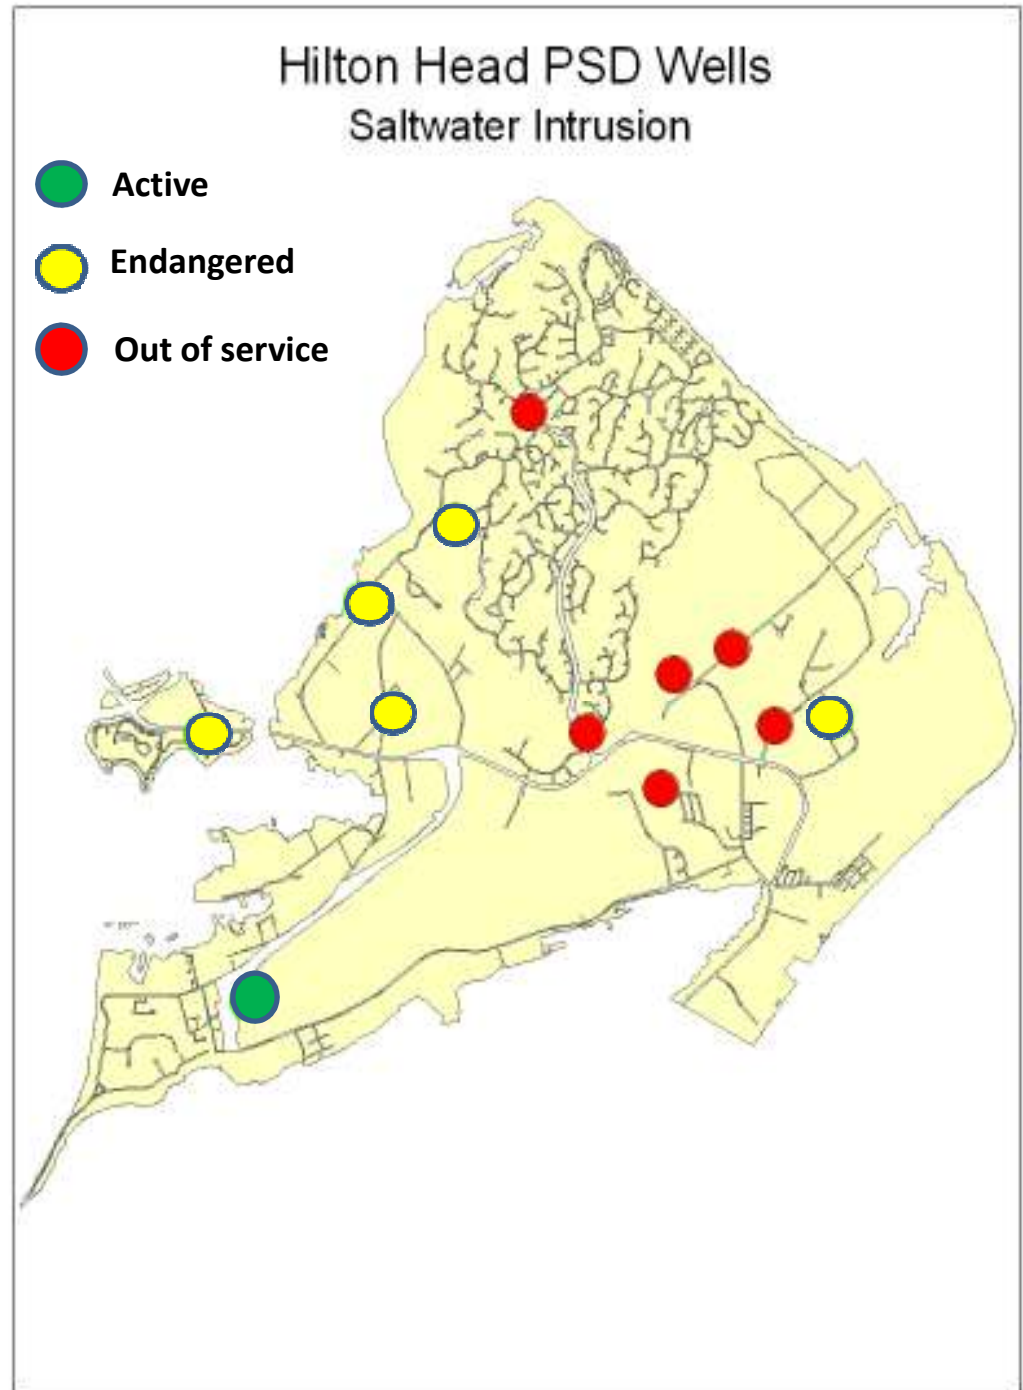 Hilton Head PSD Wells
Saltwater Intrusion
Active
Endangered
Out of service